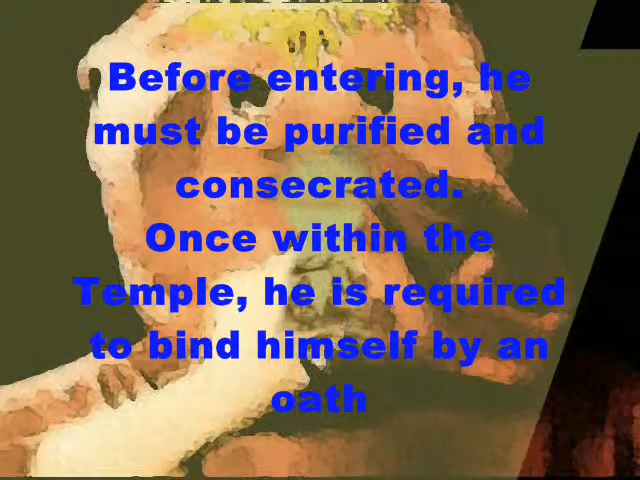 Before entering, he
must be purified and
consecrated.
Once within the
Temple, he is required
to bind himself by an
oath